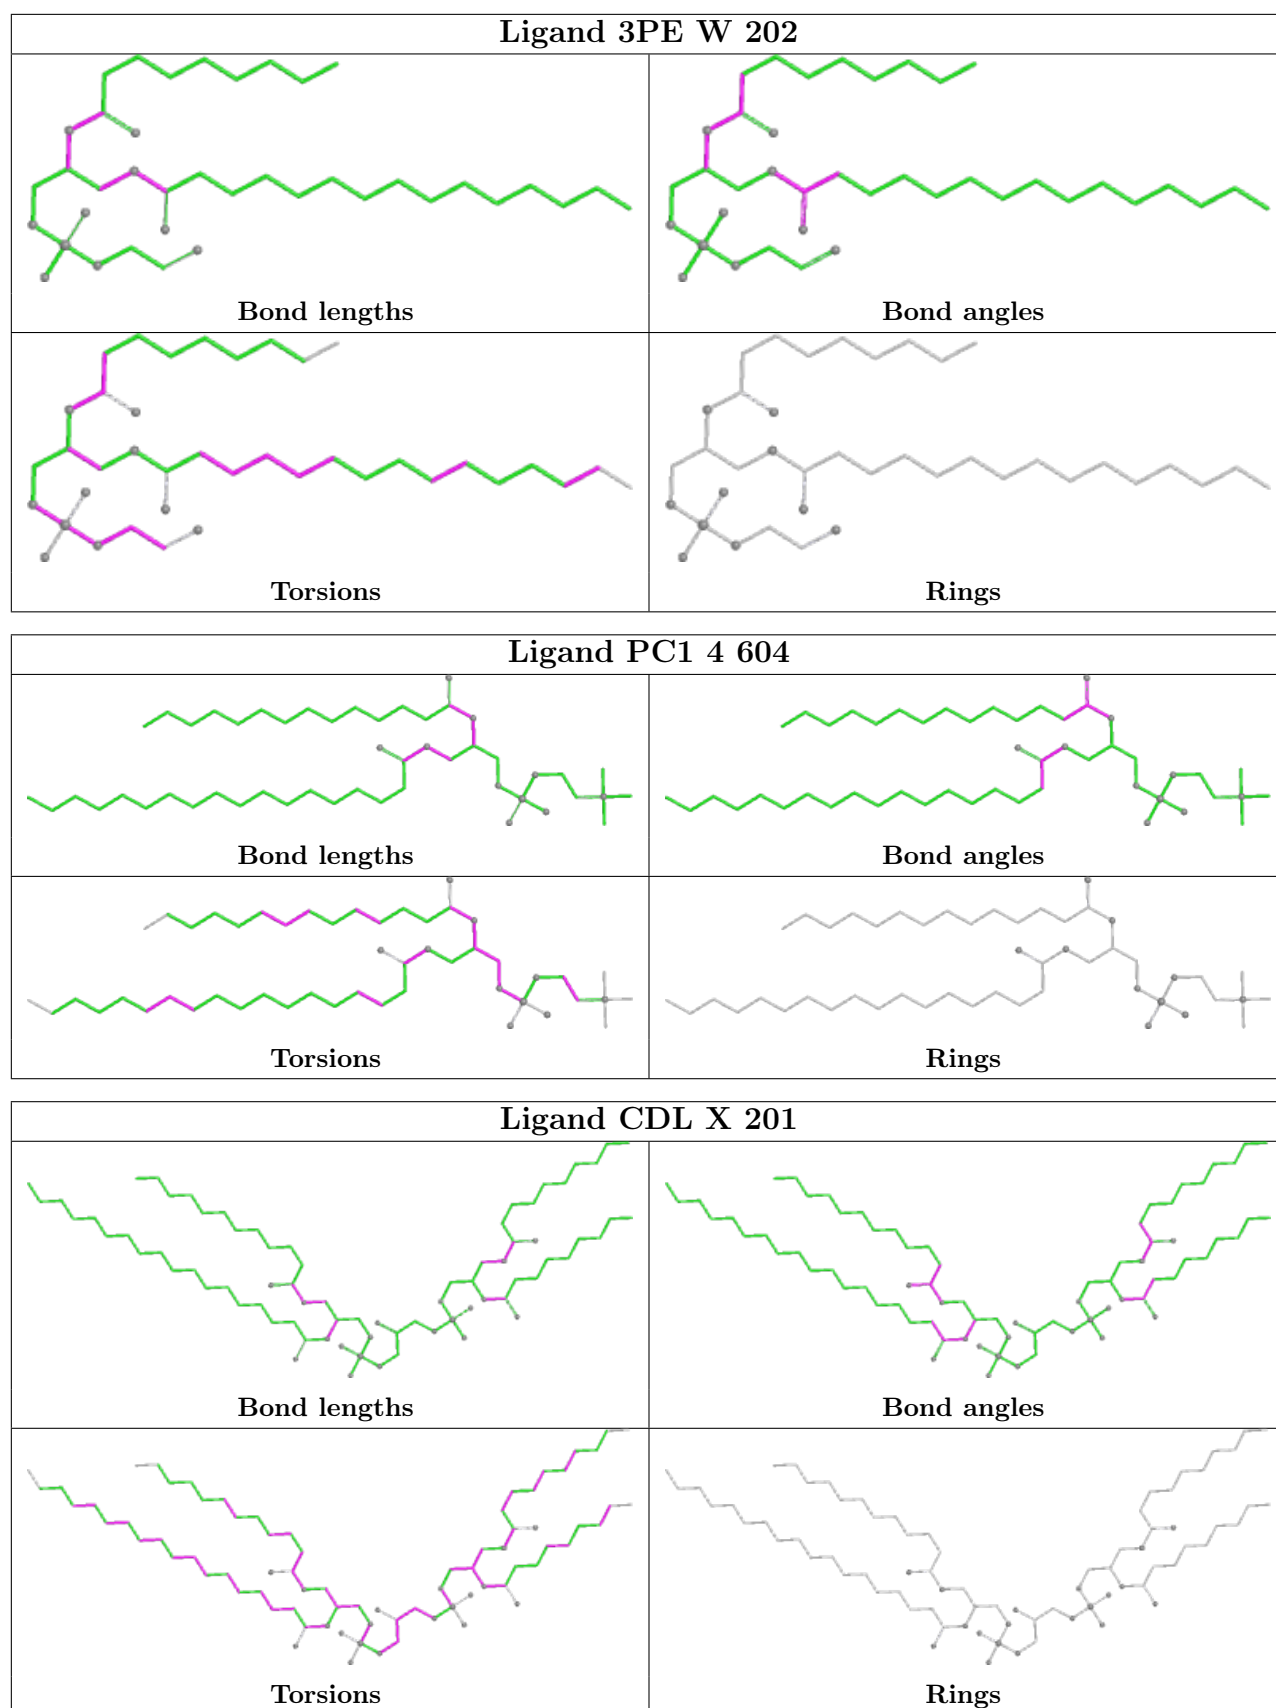 Ligand 3PE W 202
Bond lengths
Bond angles
Torsions
Rings
Ligand PC1 4 604
Bond lengths
Bond angles
Torsions
Rings
Ligand CDL X 201
Bond lengths
Bond angles
Torsions
Rings